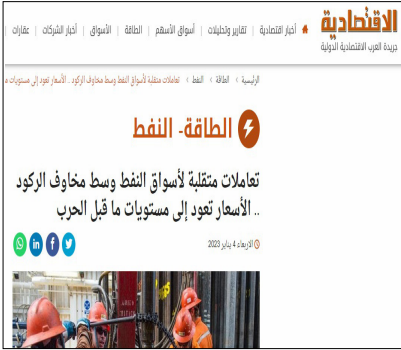 الاقتصادية
جريدة العرب الاقتصادية الدولية
أخبار اقتصادية | تقارير وتحليلات | أسواق الأسهم | الطاقة | الأسواق | أخبار الشركات | عقارات |
الرئيسية › الطاقة › النفط › تعاملات متقلبة لأسواق النفط وسط مخاوف الركود .. الأسعار تعود إلى مستويات م
الطاقة- النفط
تعاملات متقلبة لأسواق النفط وسط مخاوف الركود
.. الأسعار تعود إلى مستويات ما قبل الحرب
الأربعاء 4 يناير 2023